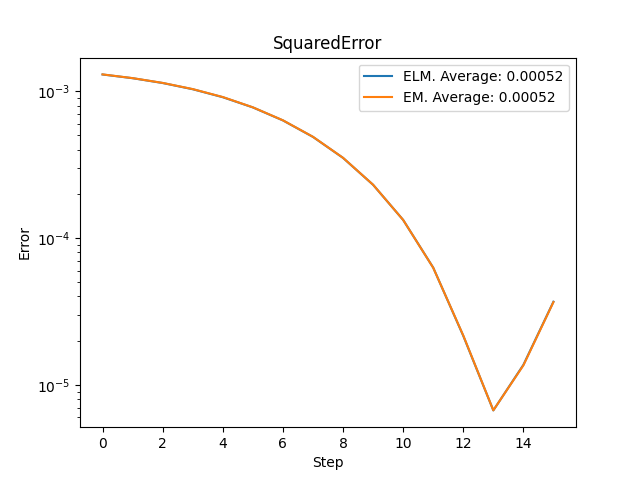 SquaredError
ELM. Average: 0.00052
EM. Average: 0.00052
Error
10⁻³
10⁻⁴
10⁻⁵
0 2 4 6 8 10 12 14
Step